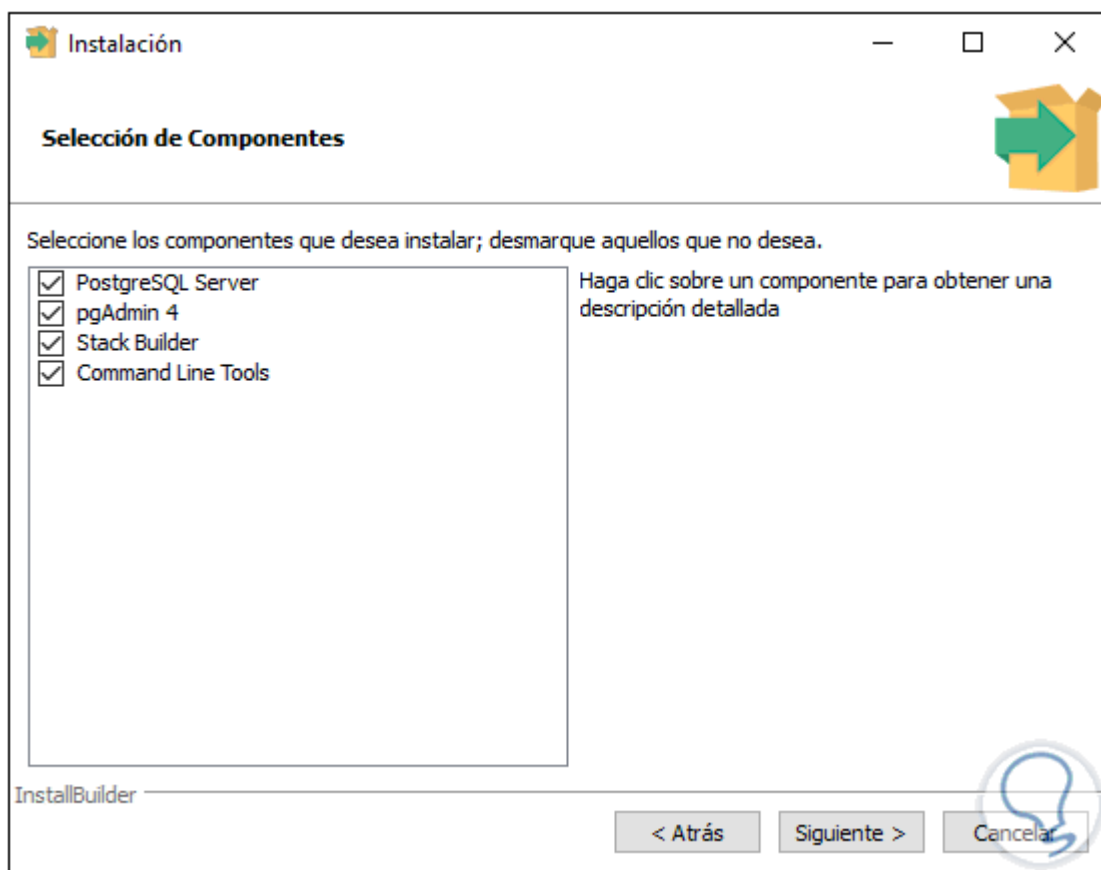 Instalación
Selección de Componentes
Seleccione los componentes que desea instalar; desmarque aquellos que no desea.
PostgreSQL Server
pgAdmin 4
Stack Builder
Command Line Tools
Haga clic sobre un componente para obtener una
descripción detallada
InstallBuilder
< Atrás
Siguiente >
Cancelar